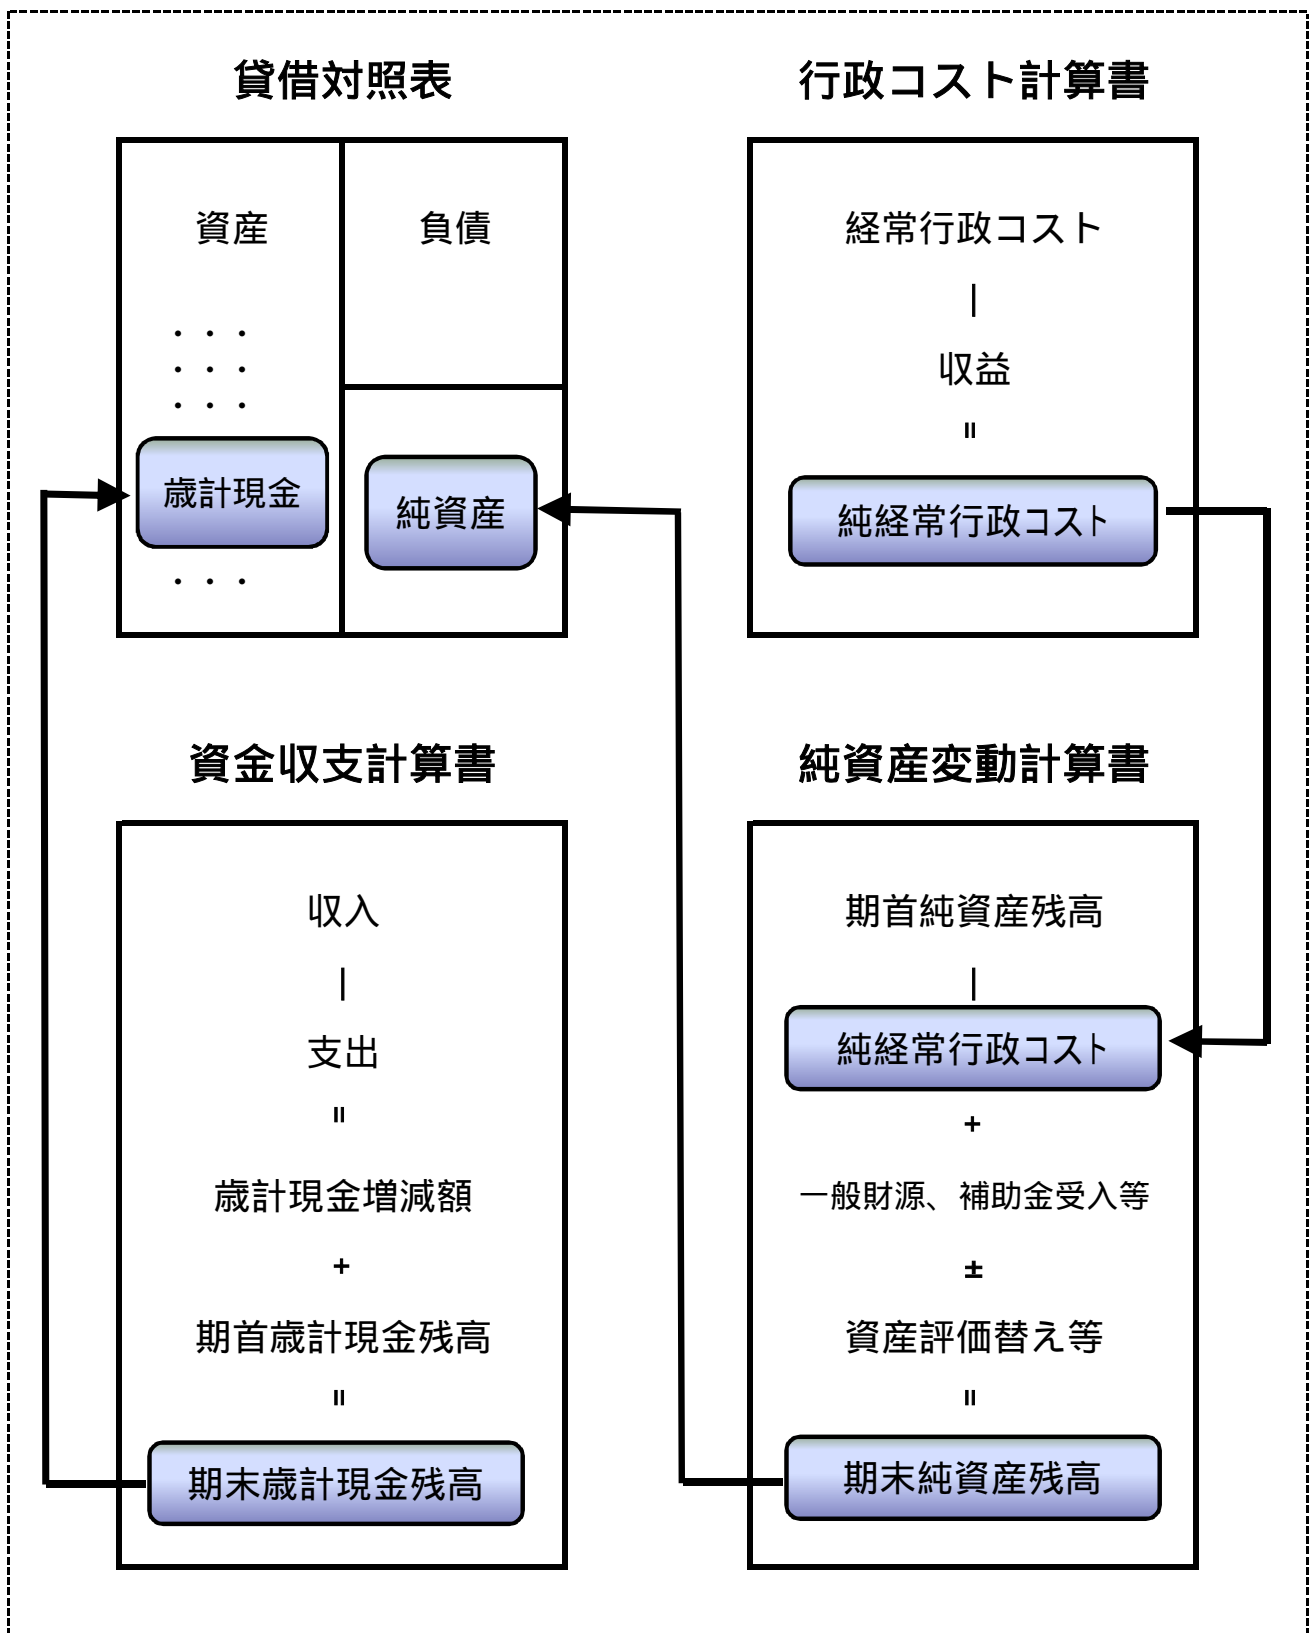 貸借対照表
資産
負債
・・・
・・・
・・・
歳計現金
・・・
純資産
行政コスト計算書
経常行政コスト
|
収益
=
純経常行政コスト
資金収支計算書
収入
|
支出
=
歳計現金増減額
+
期首歳計現金残高
=
期末歳計現金残高
純資産変動計算書
期首純資産残高
|
純経常行政コスト
+
一般財源、補助金受入等
±
資産評価替え等
=
期末純資産残高